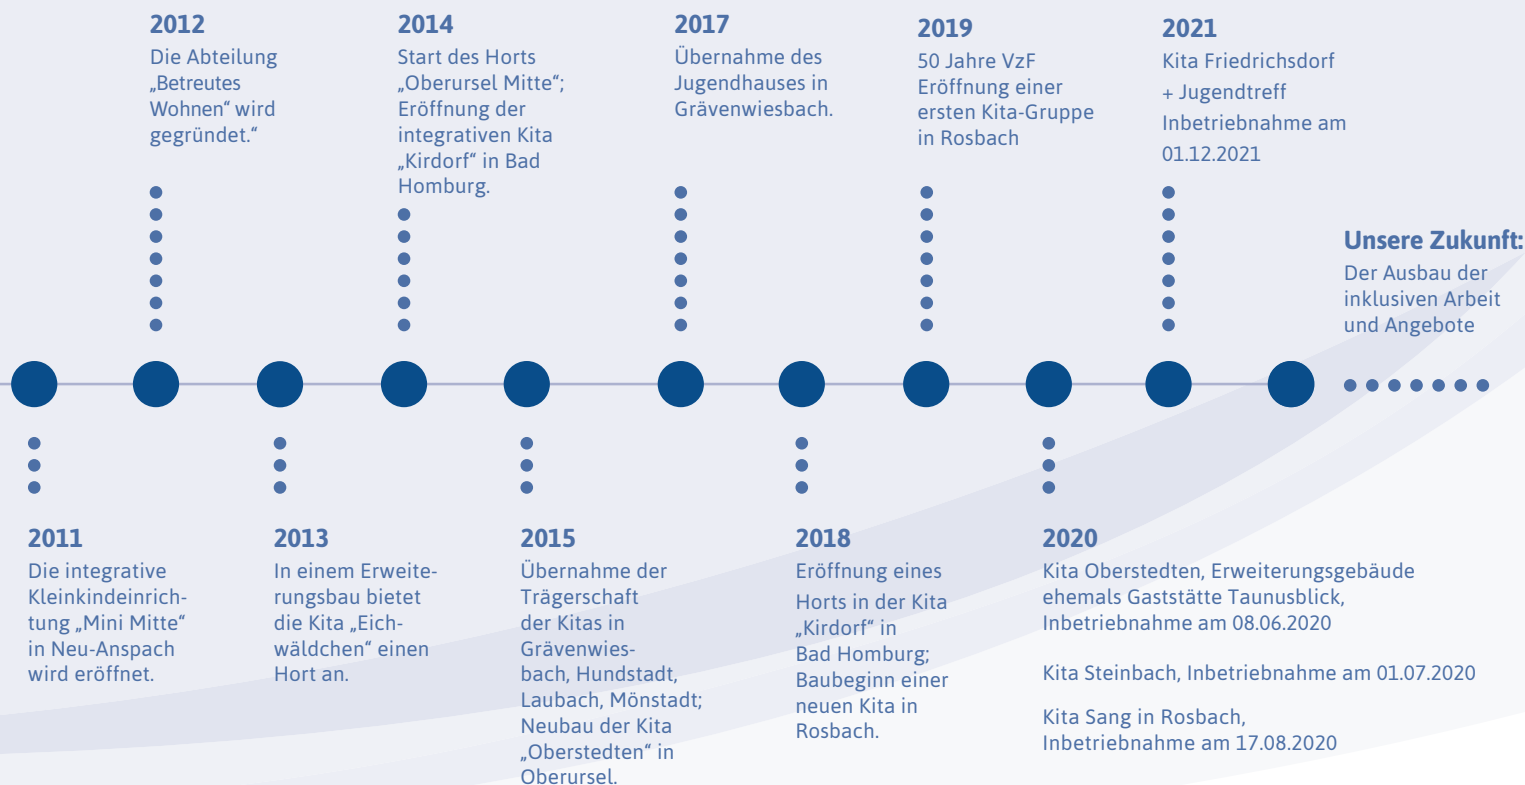 2012
Die Abteilung
„Betreutes
Wohnen“ wird
gegründet.“
2014
Start des Horts
„Oberursel Mitte“;
Eröffnung der
integrativen Kita
„Kirdorf“ in Bad
Homburg.
2017
Übernahme des
Jugendhauses in
Grävenwiesbach.
2019
50 Jahre VzF
Eröffnung einer
ersten Kita-Gruppe
in Rosbach
2021
Kita Friedrichsdorf
+ Jugendtreff
Inbetriebnahme am
01.12.2021
Unsere Zukunft:
Der Ausbau der
inklusiven Arbeit
und Angebote
2011
Die integrative
Kleinkindeinrich-
tung „Mini Mitte“
in Neu-Anspach
wird eröffnet.
2013
In einem Erweite-
rungsbau bietet
die Kita „Eich-
wäldchen“ einen
Hort an.
2015
Übernahme der
Trägerschaft
der Kitas in
Grävenwies-
bach, Hundstadt,
Laubach, Mönstadt;
Neubau der Kita
„Oberstedten“ in
Oberursel.
2018
Eröffnung eines
Horts in der Kita
„Kirdorf“ in
Bad Homburg;
Baubeginn einer
neuen Kita in
Rosbach.
2020
Kita Oberstedten, Erweiterungsgebäude
ehemals Gaststätte Taunusblick,
Inbetriebnahme am 08.06.2020
Kita Steinbach, Inbetriebnahme am 01.07.2020
Kita Sang in Rosbach,
Inbetriebnahme am 17.08.2020